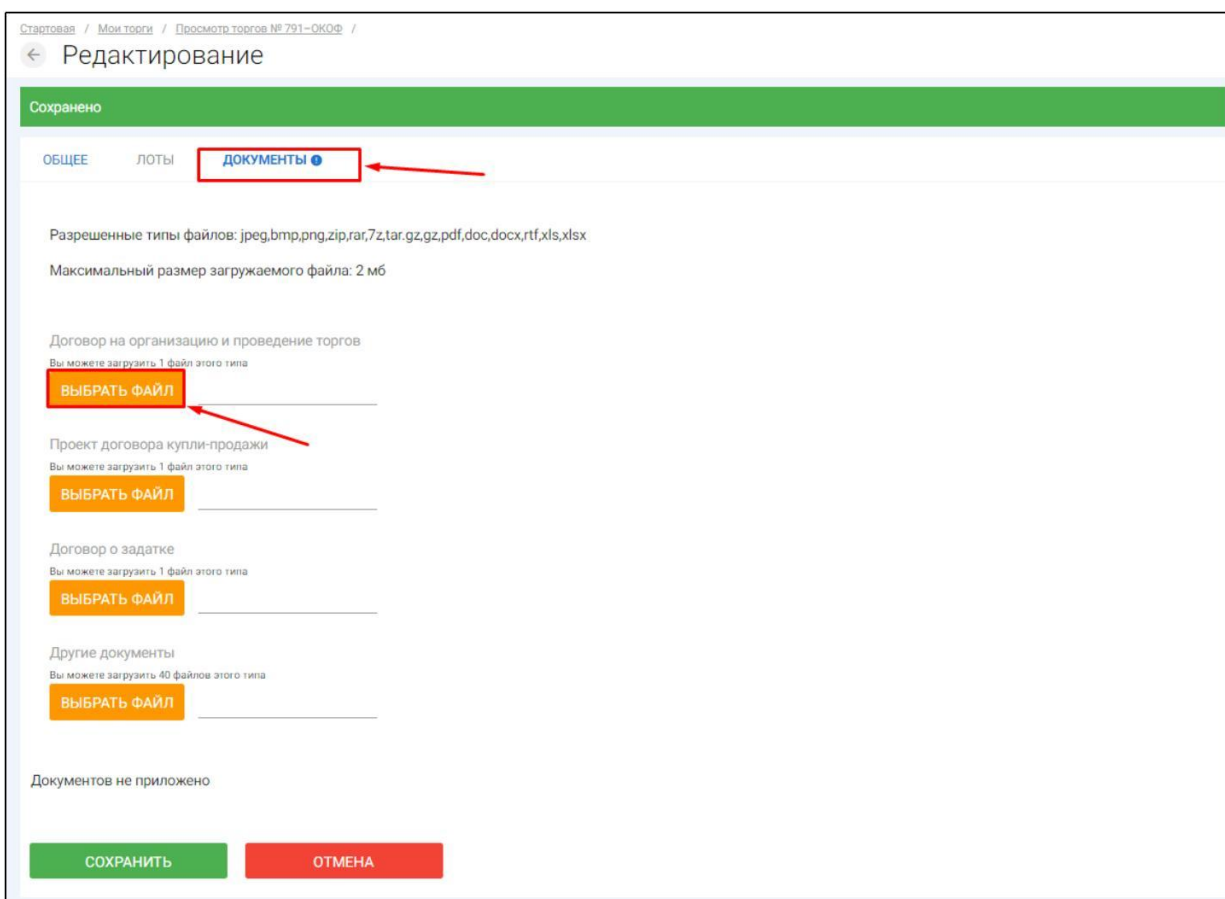 Стартовая / Мои торги / Просмотр торгов № 791-ОКОФ /
← Редактирование
Сохранено
ОБЩЕЕ ЛОТЫ ДОКУМЕНТЫ !
Разрешенные типы файлов: jpeg,bmp,png,zip,rar,7z,tar.gz,gz,pdf,doc,docx,rtf,xls,xlsx
Максимальный размер загружаемого файла: 2 мб
Договор на организацию и проведение торгов
Вы можете загрузить 1 файл этого типа
ВЫБРАТЬ ФАЙЛ
Проект договора купли-продажи
Вы можете загрузить 1 файл этого типа
ВЫБРАТЬ ФАЙЛ
Договор о задатке
Вы можете загрузить 1 файл этого типа
ВЫБРАТЬ ФАЙЛ
Другие документы
Вы можете загрузить 40 файлов этого типа
ВЫБРАТЬ ФАЙЛ
Документов не приложено
СОХРАНИТЬ ОТМЕНА